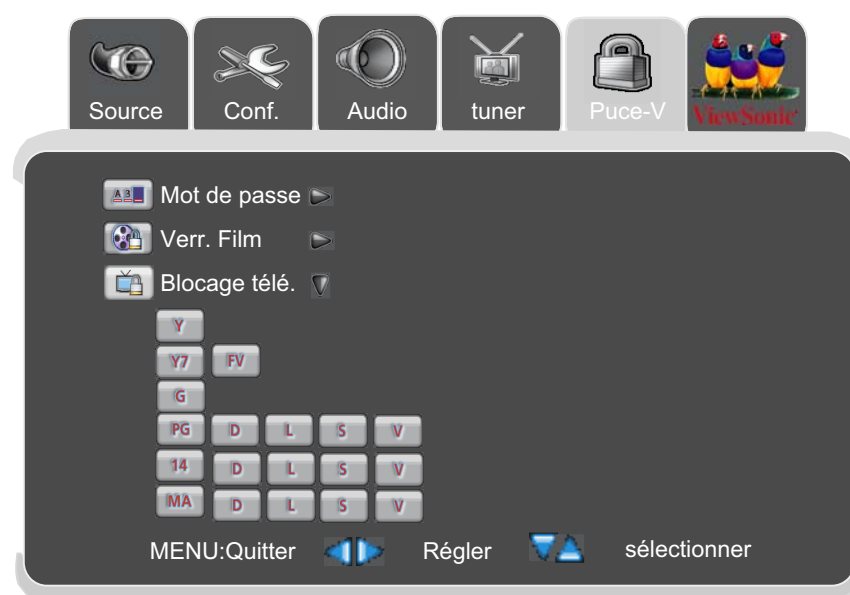 Source Conf. Audio tuner Puce-V ViewSonic
Mot de passe
Verr. Film
Blocage télé.
Y
Y7 FV
G
PG D L S V
14 D L S V
MA D L S V
MENU:Quitter Régler sélectionner